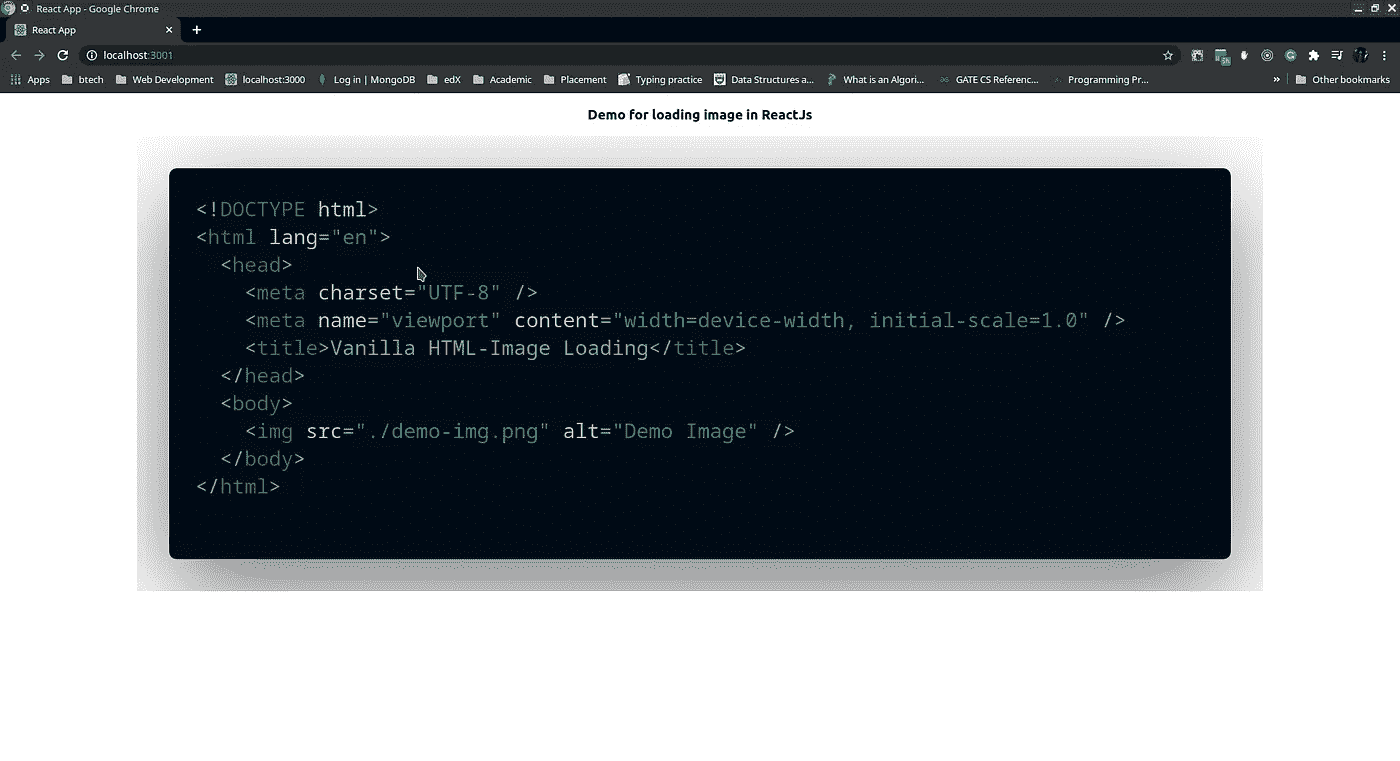 React App - Google Chrome
React App
localhost:3001
Apps btech Web Development localhost:3000 Log in | MongoDB edX Academic Placement Typing practice Data Structures a... What is an Algori... GATE CS Referenc... Programming Pr... » Other bookmarks
Demo for loading image in ReactJs
<!DOCTYPE html>
<html lang="en">
  <head>
    <meta charset="UTF-8" />
    <meta name="viewport" content="width=device-width, initial-scale=1.0" />
    <title>Vanilla HTML-Image Loading</title>
  </head>
  <body>
    <img src="./demo-img.png" alt="Demo Image" />
  </body>
</html>